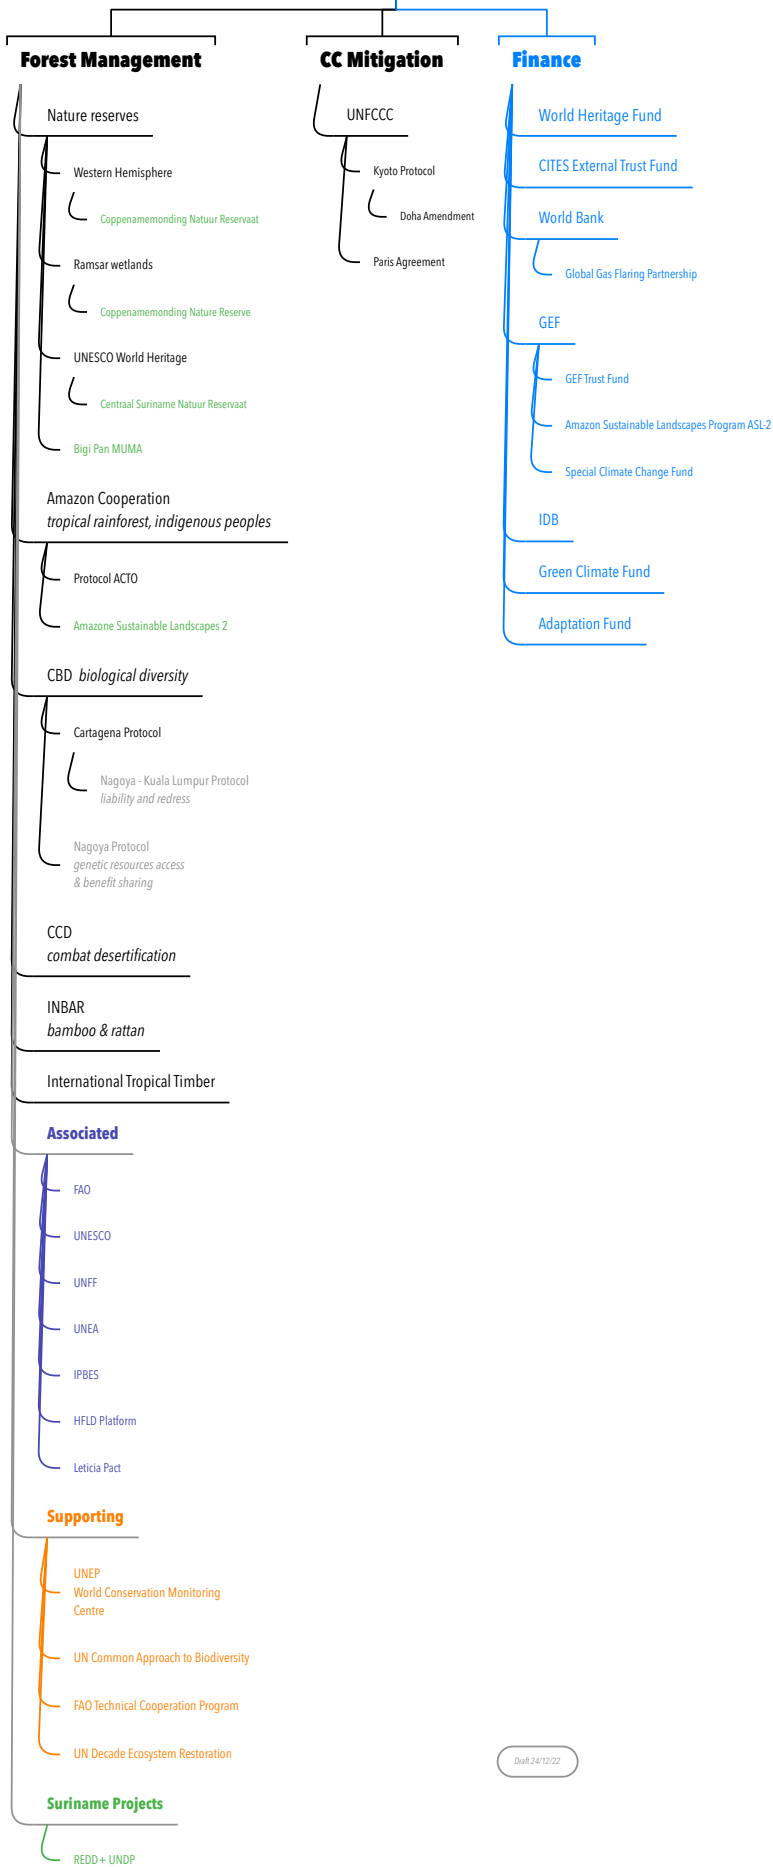 Forest Management
Nature reserves
Western Hemisphere
Coppenamemonding Natuur Reservaat
Ramsar wetlands
Coppenamemonding Nature Reserve
UNESCO World Heritage
Centraal Suriname Natuur Reservaat
Bigi Pan MUMA
Amazon Cooperation
tropical rainforest, indigenous peoples
Protocol ACTO
Amazone Sustainable Landscapes 2
CBD biological diversity
Cartagena Protocol
Nagoya - Kuala Lumpur Protocol
liability and redress
Nagoya Protocol
genetic resources access
& benefit sharing
CCD
combat desertification
INBAR
bamboo & rattan
International Tropical Timber
Associated
FAO
UNESCO
UNFF
UNEA
IPBES
HFLD Platform
Leticia Pact
Supporting
UNEP
World Conservation Monitoring
Centre
UN Common Approach to Biodiversity
FAO Technical Cooperation Program
UN Decade Ecosystem Restoration
Suriname Projects
REDD+ UNDP
CC Mitigation
UNFCCC
Kyoto Protocol
Doha Amendment
Paris Agreement
Finance
World Heritage Fund
CITES External Trust Fund
World Bank
Global Gas Flaring Partnership
GEF
GEF Trust Fund
Amazon Sustainable Landscapes Program ASL-2
Special Climate Change Fund
IDB
Green Climate Fund
Adaptation Fund
Draft 24/12/22